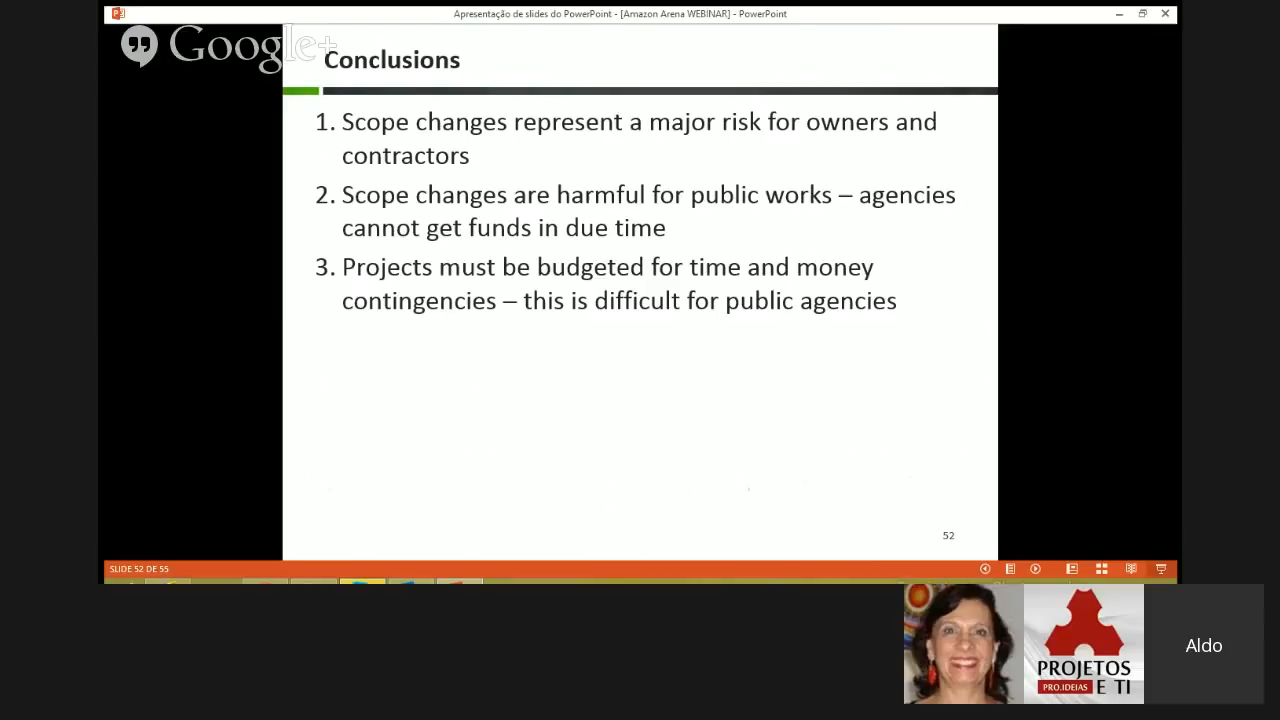 Apresentação de slides do PowerPoint - [Amazon Arena WEBINAR] - PowerPoint
Google+
Conclusions
1. Scope changes represent a major risk for owners and
contractors
2. Scope changes are harmful for public works – agencies
cannot get funds in due time
3. Projects must be budgeted for time and money
contingencies – this is difficult for public agencies
52
SLIDE 52 DE 55
PROJETOS
PRO.IDEIAS E TI
Aldo